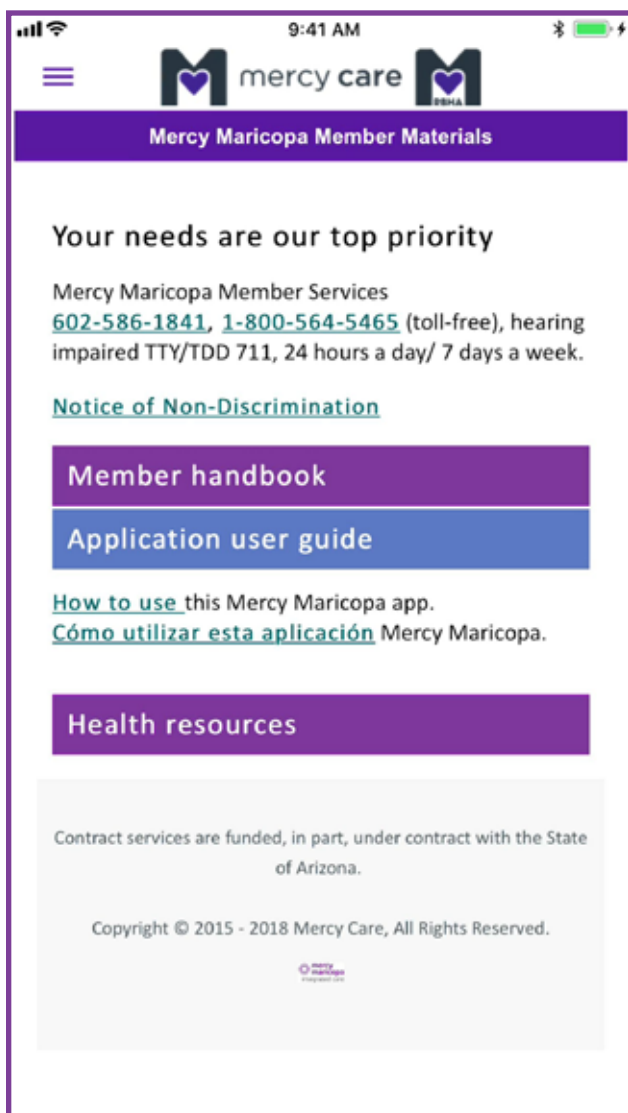 9:41 AM
mercy care
RBHA
Mercy Maricopa Member Materials
Your needs are our top priority
Mercy Maricopa Member Services
602-586-1841, 1-800-564-5465 (toll-free), hearing
impaired TTY/TDD 711, 24 hours a day/ 7 days a week.
Notice of Non-Discrimination
Member handbook
Application user guide
How to use this Mercy Maricopa app.
Cómo utilizar esta aplicación Mercy Maricopa.
Health resources
Contract services are funded, in part, under contract with the State
of Arizona.
Copyright © 2015 - 2018 Mercy Care, All Rights Reserved.
mercy
maricopa
integrated care